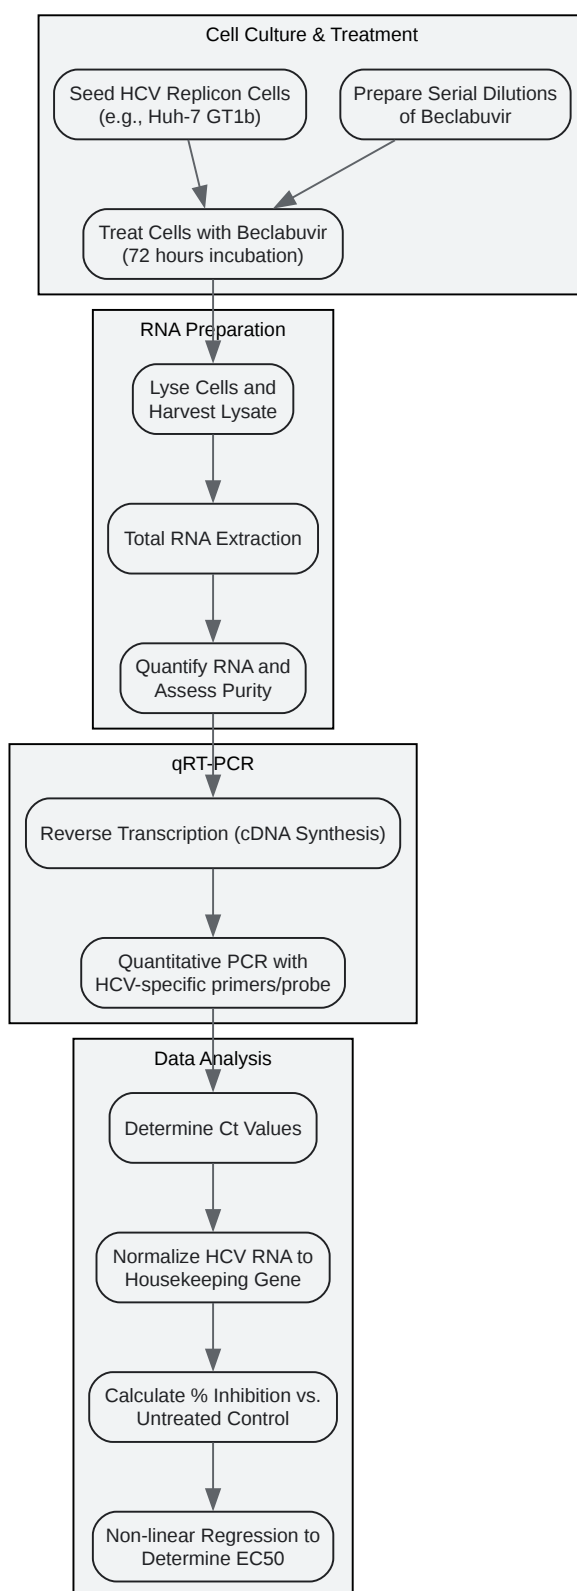 Cell Culture & Treatment
Seed HCV Replicon Cells
(e.g., Huh-7 GT1b)
Prepare Serial Dilutions
of Beclabuvir
Treat Cells with Beclabuvir
(72 hours incubation)
RNA Preparation
Lyse Cells and
Harvest Lysate
Total RNA Extraction
Quantify RNA and
Assess Purity
qRT-PCR
Reverse Transcription (cDNA Synthesis)
Quantitative PCR with
HCV-specific primers/probe
Data Analysis
Determine Ct Values
Normalize HCV RNA to
Housekeeping Gene
Calculate % Inhibition vs.
Untreated Control
Non-linear Regression to
Determine EC50